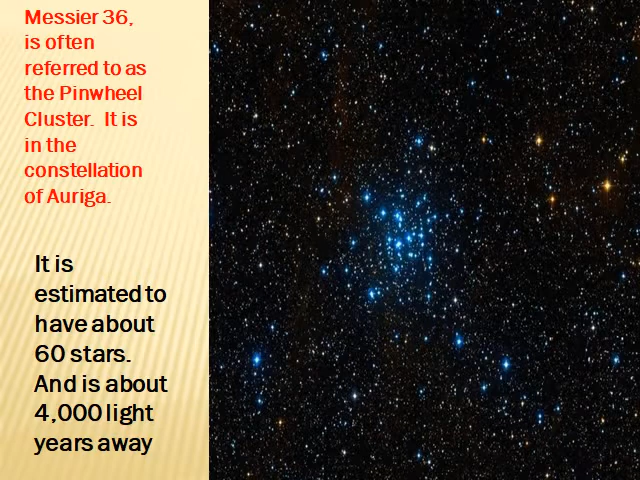 Messier 36,
is often
referred to as
the Pinwheel
Cluster. It is
in the
constellation
of Auriga.
It is
estimated to
have about
60 stars.
And is about
4,000 light
years away